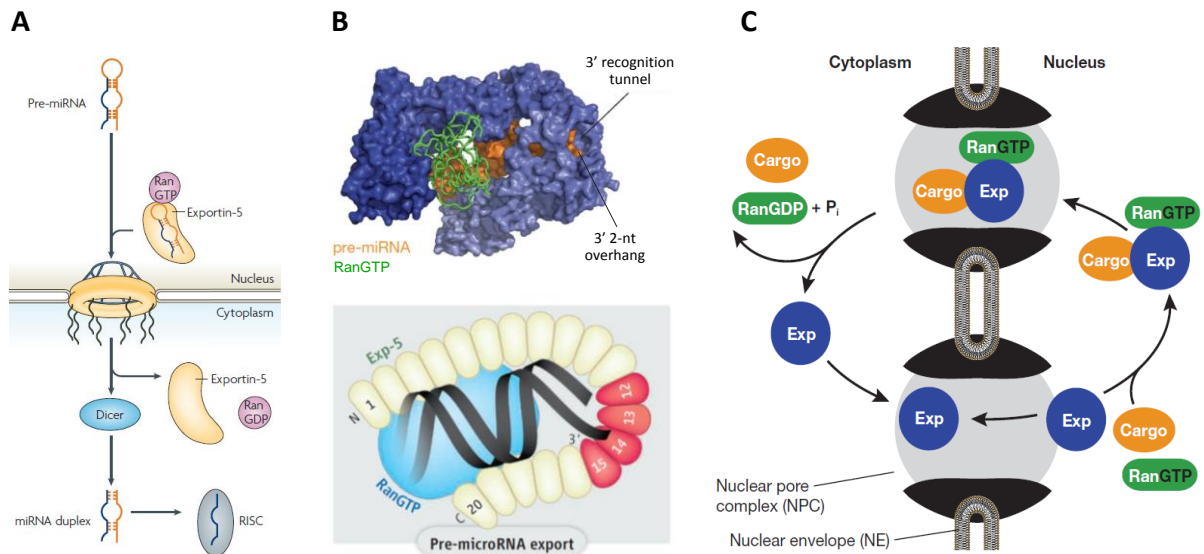 A
Pre-miRNA
Ran
GTP
Exportin-5
Nucleus
Cytoplasm
Exportin-5
Ran
GDP
Dicer
miRNA duplex
RISC
B
3’ recognition
tunnel
pre-miRNA
RanGTP
3’ 2-nt
overhang
Exp-5
N
1
12
13
14
15
3'
RanGTP
C
20
Pre-microRNA export
C
Cytoplasm
Nucleus
RanGTP
Cargo
Exp
Cargo
RanGDP + Pi
RanGTP
Cargo
Exp
Exp
Exp
Exp
Cargo
RanGTP
Nuclear pore
complex (NPC)
Nuclear envelope (NE)